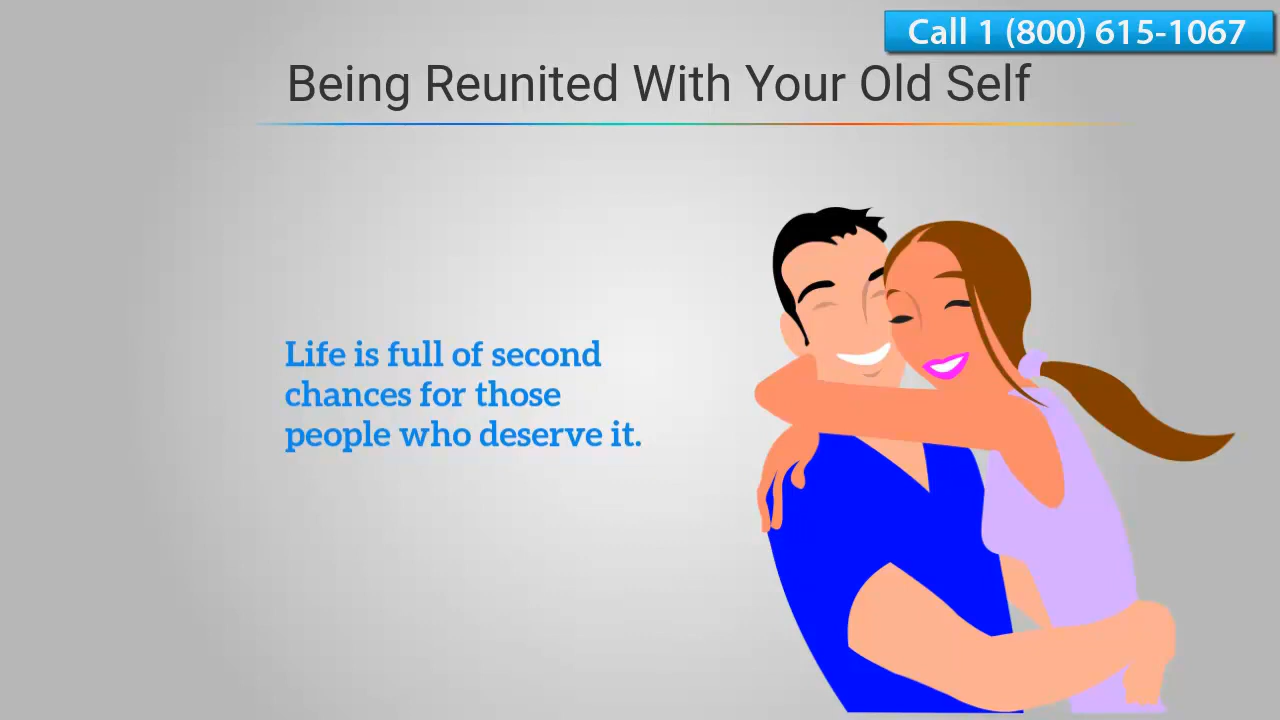 Call 1 (800) 615-1067
Being Reunited With Your Old Self
Life is full of second
chances for those
people who deserve it.